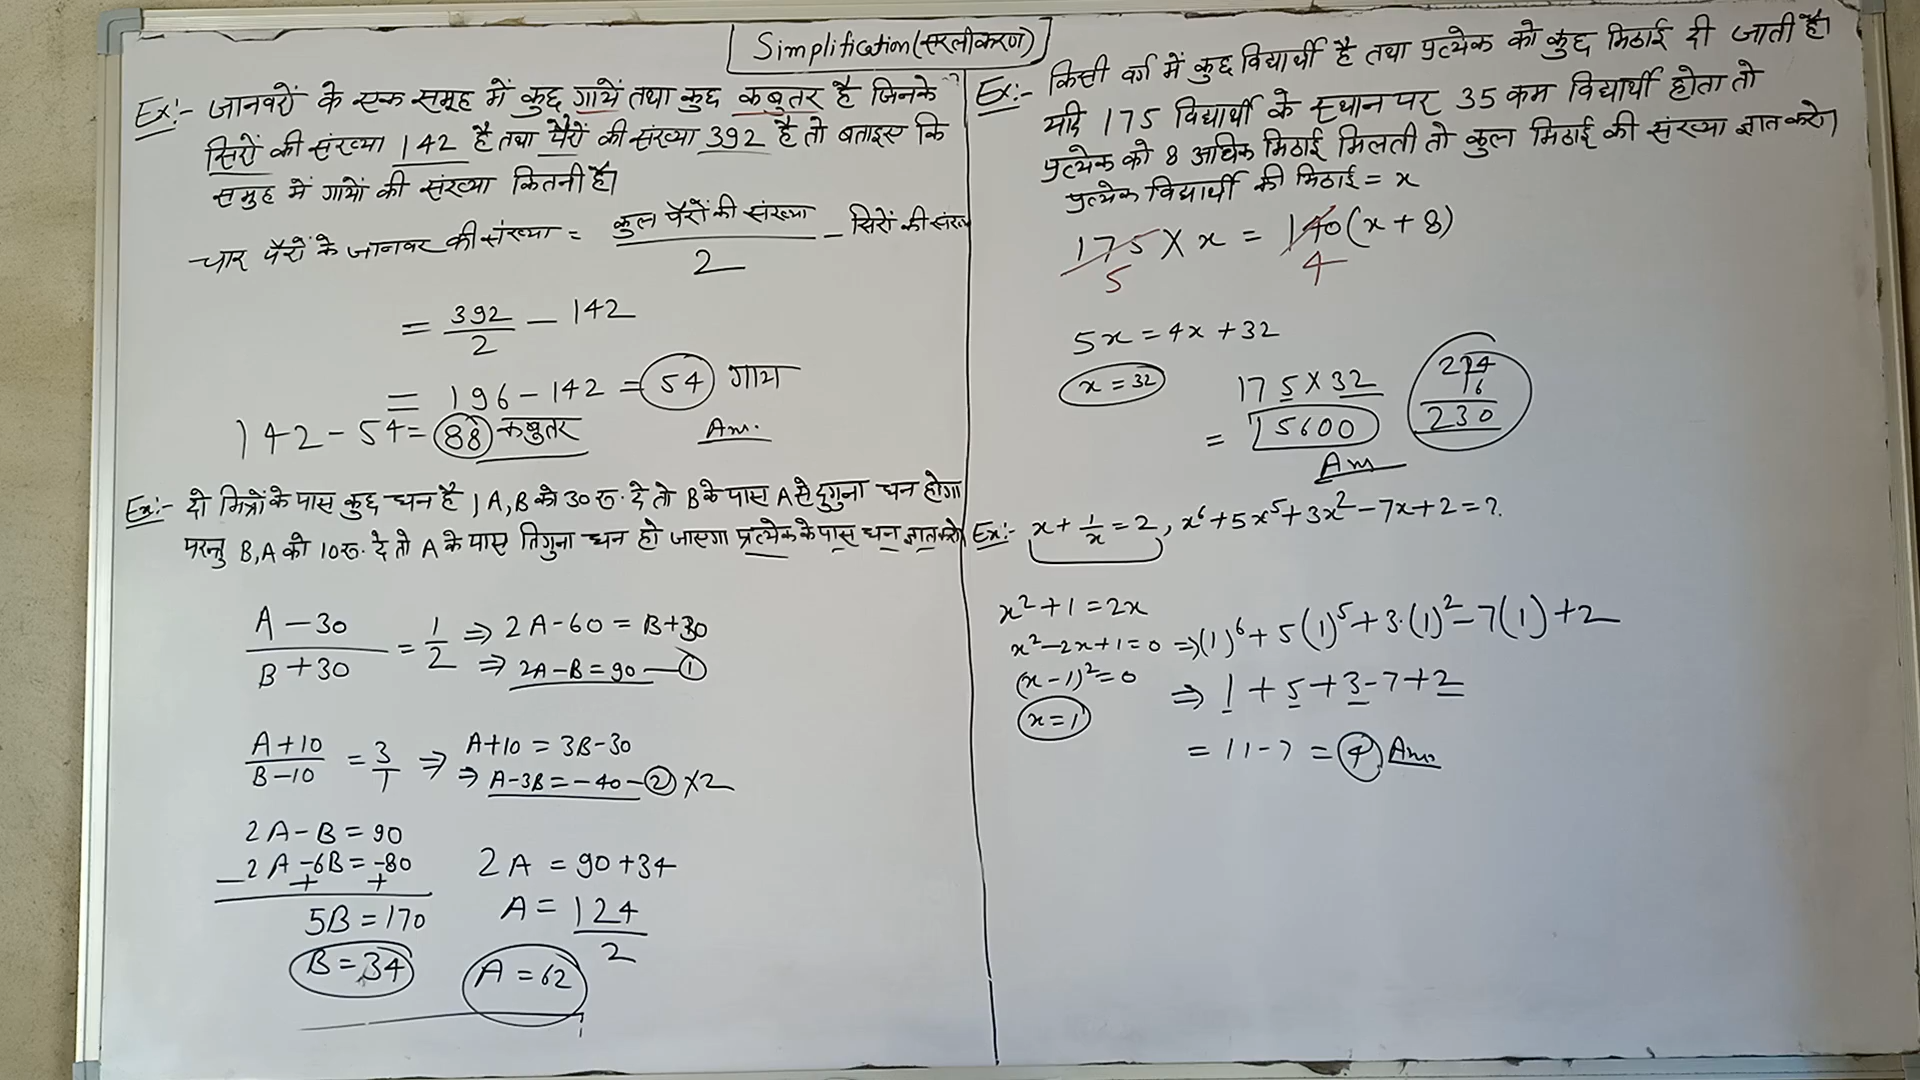 Simplification(सरलीकरण)
Ex:- जानवरों के एक समूह में कुछ गायें तथा कुछ कबुतर है जिनके
सिरों की संख्या 142 है तथा पैरों की संख्या 392 है तो बताइए कि
समुह में गायों की संख्या कितनी है।
चार पैरों के जानवर की संख्या = कुल पैरों की संख्या / 2 - सिरों की संख्या
= 392/2 - 142
= 196 - 142 = 54 गाय
142 - 54 = 88 कबुतर
Ans.
Ex:- दो मित्रों के पास कुछ धन है। A, B को 30 रु. दे तो B के पास A से दुगुना धन होगा
परन्तु B, A को 10 रु. दे तो A के पास तिगुना धन हो जाएगा प्रत्येक के पास धन ज्ञात करो
A - 30 / B + 30 = 1/2 ⇒ 2A - 60 = B + 30
⇒ 2A - B = 90 - ①
A + 10 / B - 10 = 3/1 ⇒ A + 10 = 3B - 30
⇒ A - 3B = -40 - ② × 2
2A - B = 90
- 2A - 6B = -80
+ +
5B = 170
B = 34
2A = 90 + 34
A = 124/2
A = 62
Ex:- किसी वर्ग में कुछ विद्यार्थी है तथा प्रत्येक को कुछ मिठाई दी जाती है।
यदि 175 विद्यार्थी के स्थान पर 35 कम विद्यार्थी होता तो
प्रत्येक को 8 अधिक मिठाई मिलती तो कुल मिठाई की संख्या ज्ञात करो।
प्रत्येक विद्यार्थी की मिठाई = x
175 × x = 140(x + 8)
5 4
5x = 4x + 32
x = 32
175 × 32
= 5600
Ans
6
230
Ex:- x + 1/x = 2, x⁶ + 5x⁵ + 3x² - 7x + 2 = ?
x² + 1 = 2x
x² - 2x + 1 = 0 ⇒ (1)⁶ + 5(1)⁵ + 3.(1)² - 7(1) + 2
(x - 1)² = 0
x = 1
⇒ 1 + 5 + 3 - 7 + 2
= 11 - 7 = 4 Ans.